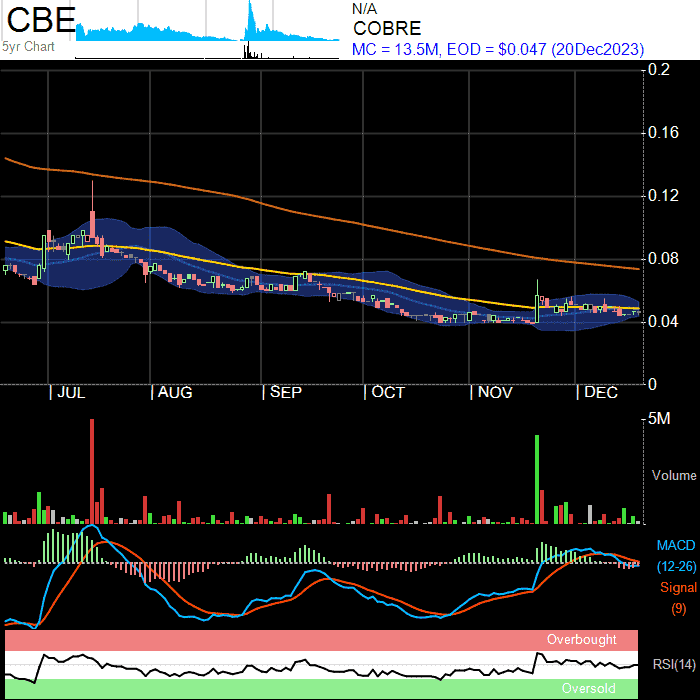 CBE
5yr Chart
N/A
COBRE
MC = 13.5M, EOD = $0.047 (20Dec2023)
0.2
0.16
0.12
0.08
0.04
0
| JUL | AUG | SEP | OCT | NOV | DEC
5M
Volume
MACD
(12-26)
Signal
(9)
Overbought
RSI(14)
Oversold